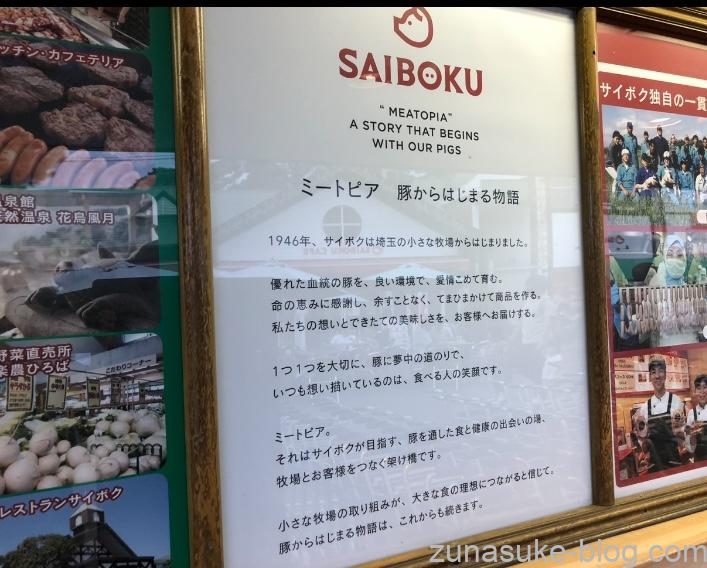 ッチン・カフェテリア
温泉館
天然温泉 花鳥風月
野菜直売所
楽農ひろば
こだわりコーナー
レストランサイボク
SAIBOKU
“ MEATOPIA”
A STORY THAT BEGINS
WITH OUR PIGS
ミートピア 豚からはじまる物語
1946年、サイボクは埼玉の小さな牧場からはじまりました。
優れた血統の豚を、良い環境で、愛情こめて育む。
命の恵みに感謝し、余すことなく、てまひまかけて商品を作る。
私たちの想いとできたての美味しさを、お客様へお届けする。
1つ1つを大切に、豚に夢中の道のりで、
いつも想い描いているのは、食べる人の笑顔です。
ミートピア。
それはサイボクが目指す、豚を通した食と健康の出会いの場、
牧場とお客様をつなぐ架け橋です。
小さな牧場の取り組みが、大きな食の理想につながると信じて。
豚からはじまる物語は、これからも続きます。
サイボク独自の一貫
zunasuke-blog.com